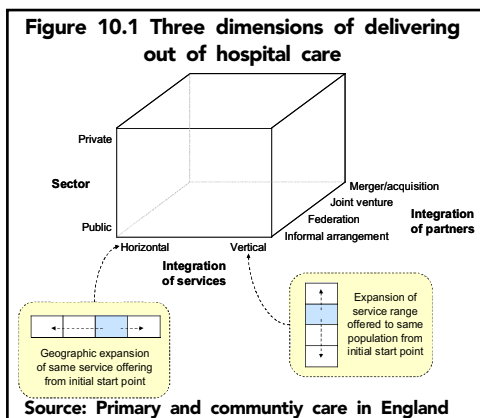 Figure 10.1 Three dimensions of delivering
out of hospital care
Private
Sector
Public
Horizontal
Vertical
Integration
of services
Merger/acquisition
Joint venture
Federation
Informal arrangement
Integration
of partners
Geographic expansion
of same service offering
from initial start point
Expansion of
service range
offered to same
population from
initial start point
Source: Primary and communtiy care in England